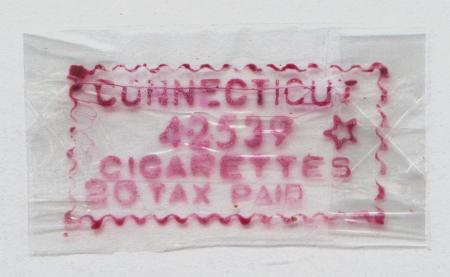 CONNECTICUT
42539
CIGARETTES
20 TAX PAID